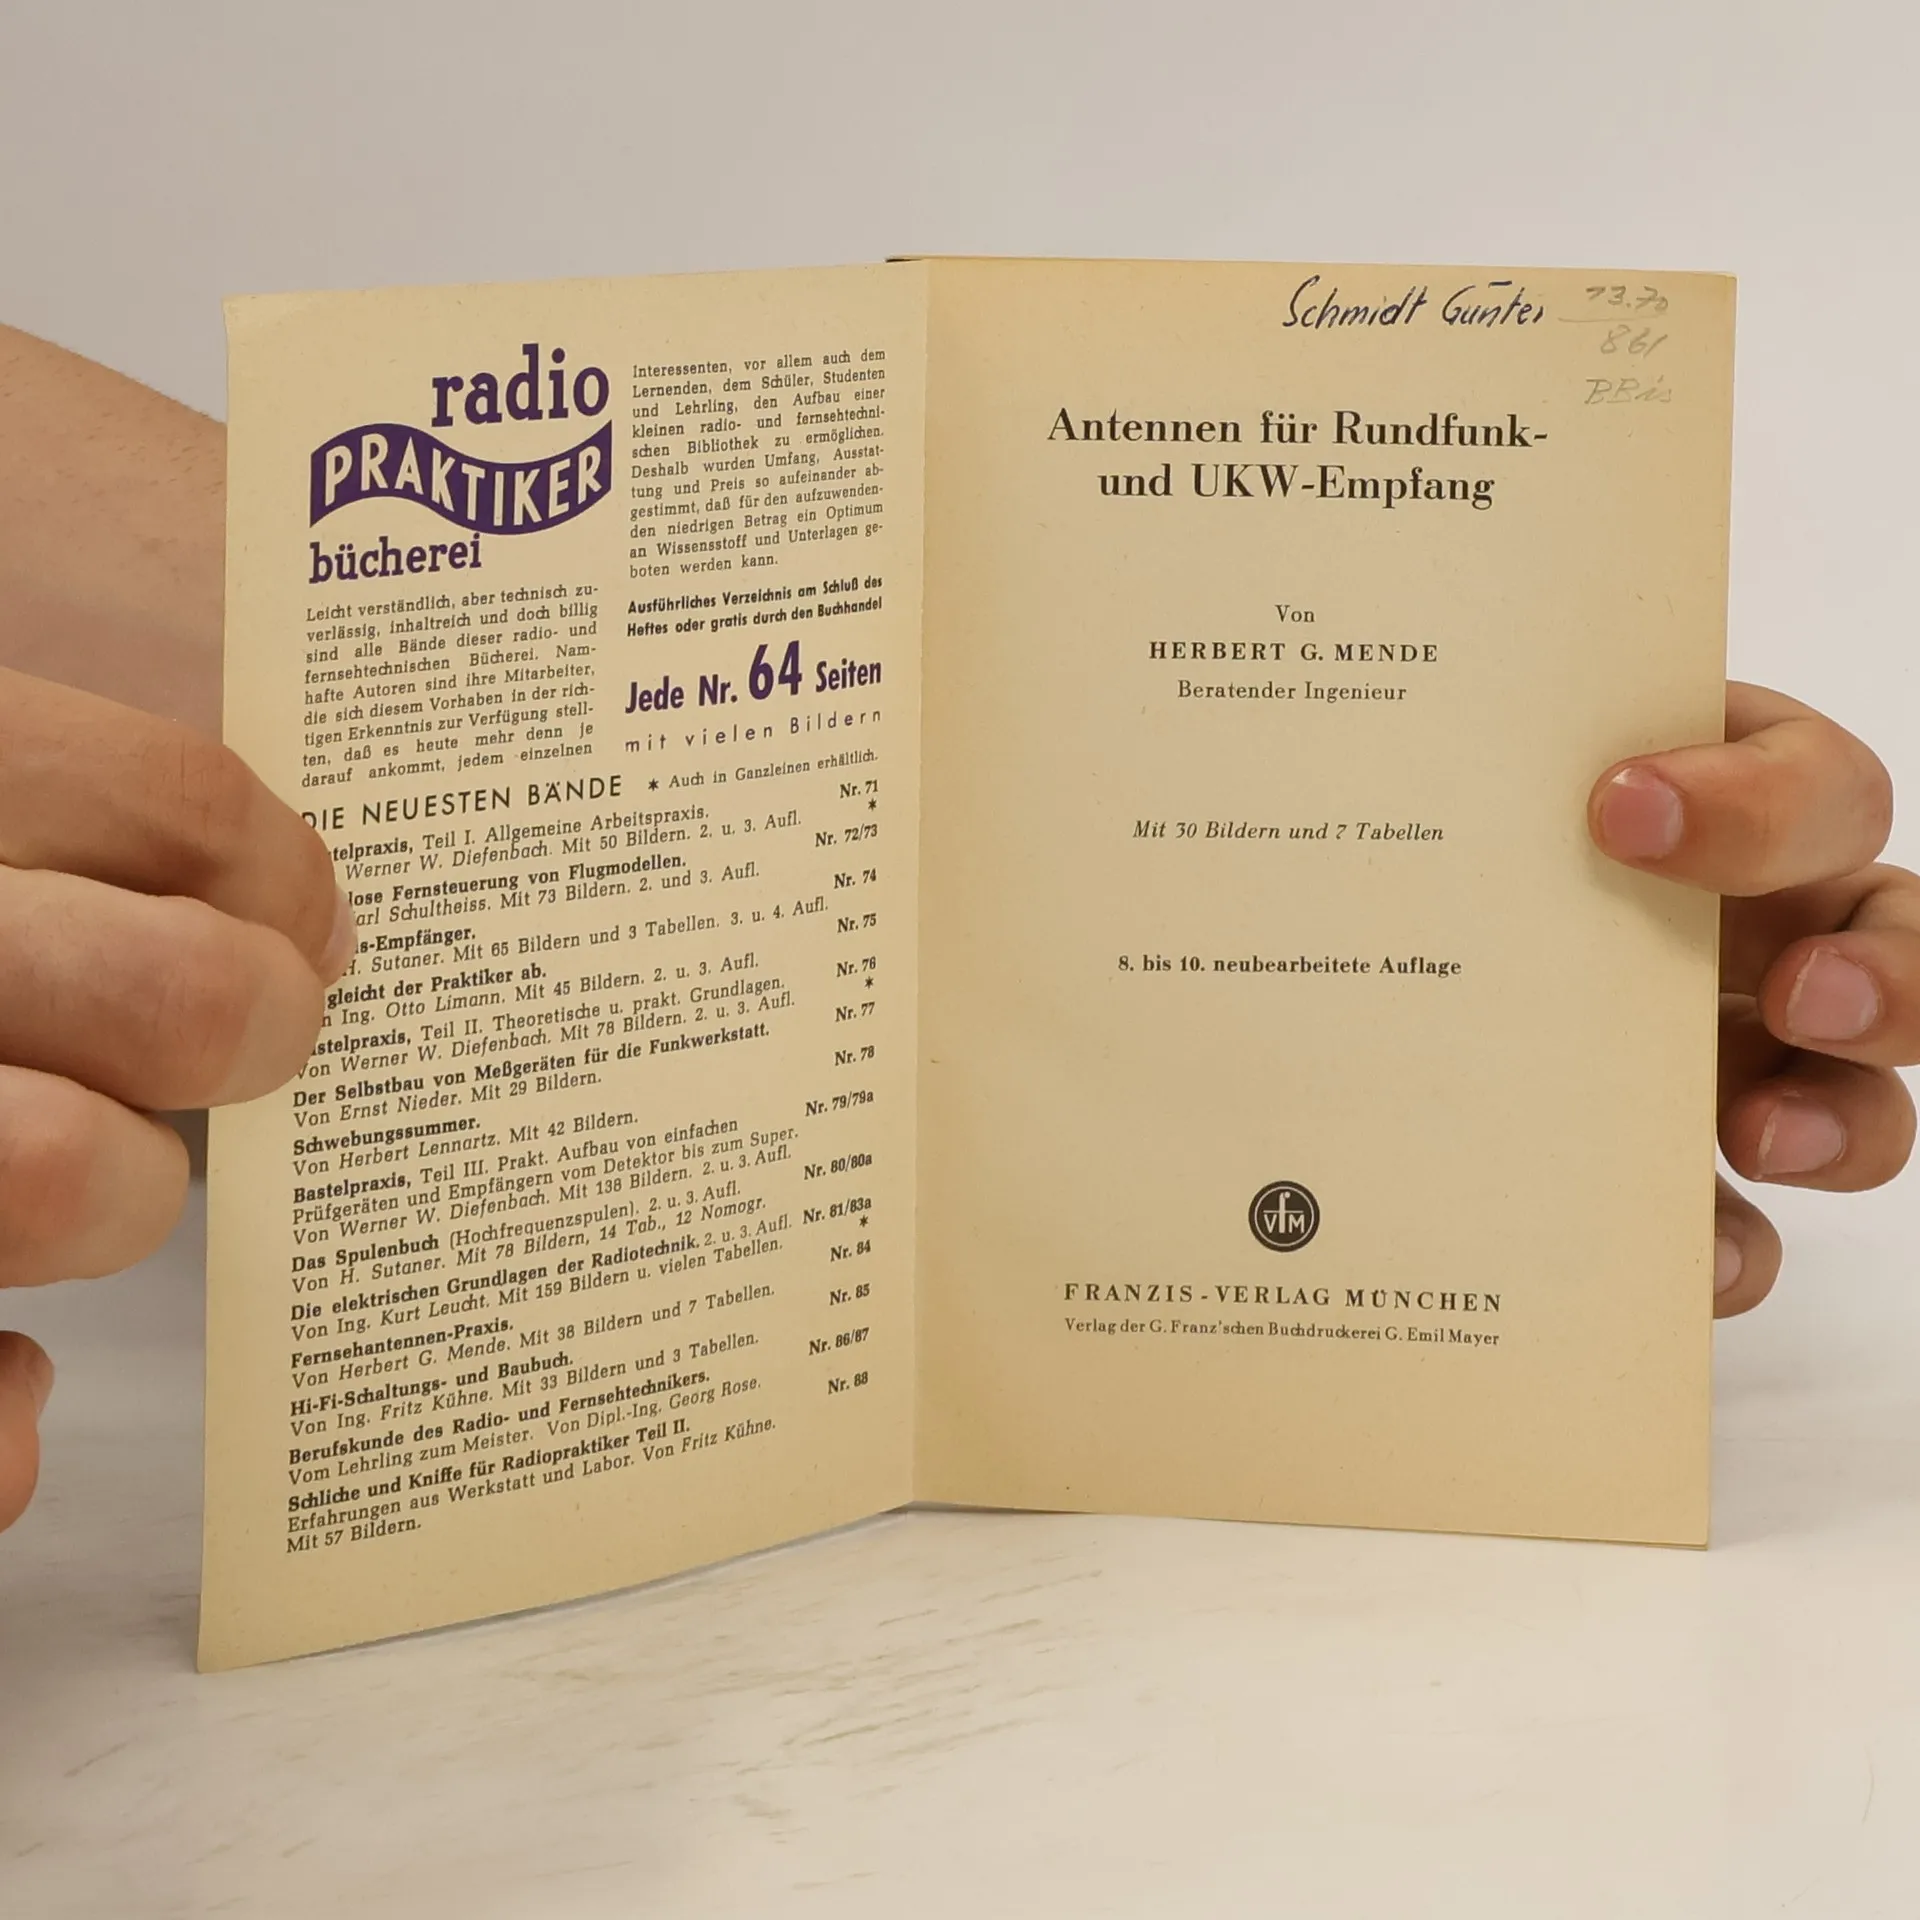 radio
PRAKTIKER
bücherei
Leicht verständlich, aber technisch zu-
verlässig, inhaltreich und doch billig
sind alle Bände dieser radio- und
fernsehtechnischen Bücherei. Nam-
hafte Autoren sind ihre Mitarbeiter,
die sich diesem Vorhaben in der rich-
tigen Erkenntnis zur Verfügung stell-
ten, daß es heute mehr denn je
darauf ankommt, jedem einzelnen
Interessenten, vor allem auch dem
Lernenden, dem Schüler, Studenten
und Lehrling, den Aufbau einer
kleinen radio- und fernsehtechni-
schen Bibliothek zu ermöglichen.
Deshalb wurden Umfang, Ausstat-
tung und Preis so aufeinander ab-
gestimmt, daß für den aufzuwenden-
den niedrigen Betrag ein Optimum
an Wissensstoff und Unterlagen ge-
boten werden kann.
Ausführliches Verzeichnis am Schluß des
Heftes oder gratis durch den Buchhandel
Jede Nr. 64 Seiten
mit vielen Bildern
DIE NEUESTEN BÄNDE * Auch in Ganzleinen erhältlich.
telpraxis, Teil I. Allgemeine Arbeitspraxis. Nr. 71
Werner W. Diefenbach. Mit 50 Bildern. 2. u. 3. Aufl. *
lose Fernsteuerung von Flugmodellen. Nr. 72/73
arl Schultheiss. Mit 73 Bildern. 2. und 3. Aufl.
s-Empfänger. Nr. 74
H. Sutaner. Mit 65 Bildern und 3 Tabellen. 3. u. 4. Aufl.
gleicht der Praktiker ab. Nr. 75
n Ing. Otto Limann. Mit 45 Bildern. 2. u. 3. Aufl.
stelpraxis, Teil II. Theoretische u. prakt. Grundlagen. Nr. 76
Von Werner W. Diefenbach. Mit 78 Bildern. 2. u. 3. Aufl. *
Der Selbstbau von Meßgeräten für die Funkwerkstatt. Nr. 77
Von Ernst Nieder. Mit 29 Bildern.
Schwebungssummer. Nr. 78
Von Herbert Lennartz. Mit 42 Bildern.
Bastelpraxis, Teil III. Prakt. Aufbau von einfachen Nr. 79/79a
Prüfgeräten und Empfängern vom Detektor bis zum Super.
Von Werner W. Diefenbach. Mit 138 Bildern. 2. u. 3. Aufl.
Das Spulenbuch (Hochfrequenzspulen). 2. u. 3. Aufl. Nr. 80/80a
Von H. Sutaner. Mit 78 Bildern, 14 Tab., 12 Nomogr.
Die elektrischen Grundlagen der Radiotechnik. 2. u. 3. Aufl. Nr. 81/83a
Von Ing. Kurt Leucht. Mit 159 Bildern u. vielen Tabellen. *
Fernsehantennen-Praxis. Nr. 84
Von Herbert G. Mende. Mit 38 Bildern und 7 Tabellen.
Hi-Fi-Schaltungs- und Baubuch. Nr. 85
Von Ing. Fritz Kühne. Mit 33 Bildern und 3 Tabellen.
Berufskunde des Radio- und Fernsehtechnikers. Nr. 86/87
Vom Lehrling zum Meister. Von Dipl.-Ing. Georg Rose.
Schliche und Kniffe für Radiopraktiker Teil II. Nr. 88
Erfahrungen aus Werkstatt und Labor. Von Fritz Kühne.
Mit 57 Bildern.
Schmidt Günter
861
Antennen für Rundfunk-
und UKW-Empfang
Von
HERBERT G. MENDE
Beratender Ingenieur
Mit 30 Bildern und 7 Tabellen
8. bis 10. neubearbeitete Auflage
VfM
FRANZIS-VERLAG MÜNCHEN
Verlag der G. Franz'schen Buchdruckerei G. Emil Mayer